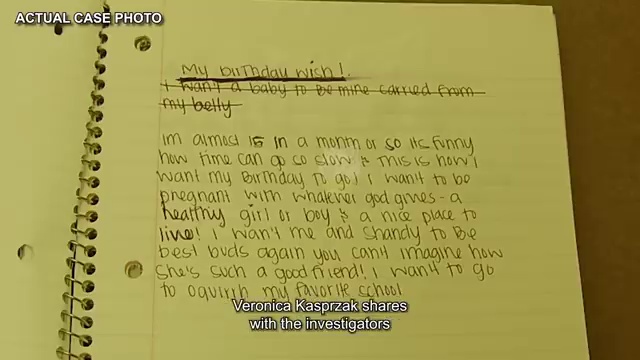 ACTUAL CASE PHOTO
My birthday wish!
I want a baby to be mine carried from
my belly
Im almost 15 in a month or so its funny
how time can go so slow & this is how I
want my birthday to go! I want to be
pregnant with whatever god gives - a
healthy girl or boy & a nice place to
live! I want me and Shandy to be
best buds again you can't imagine how
she's such a good friend! I want to go
to oquirrh my favorite school
Veronica Kasprzak shares
with the investigators